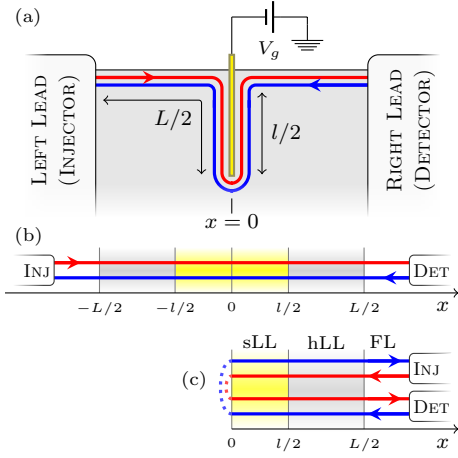 (a)
V_g
LEFT LEAD
(INJECTOR)
L/2
l/2
RIGHT LEAD
(DETECTOR)
x = 0
(b)
INJ
DET
−L/2
−l/2
0
l/2
L/2
x
sLL
hLL
FL
(c)
INJ
DET
0
l/2
L/2
x